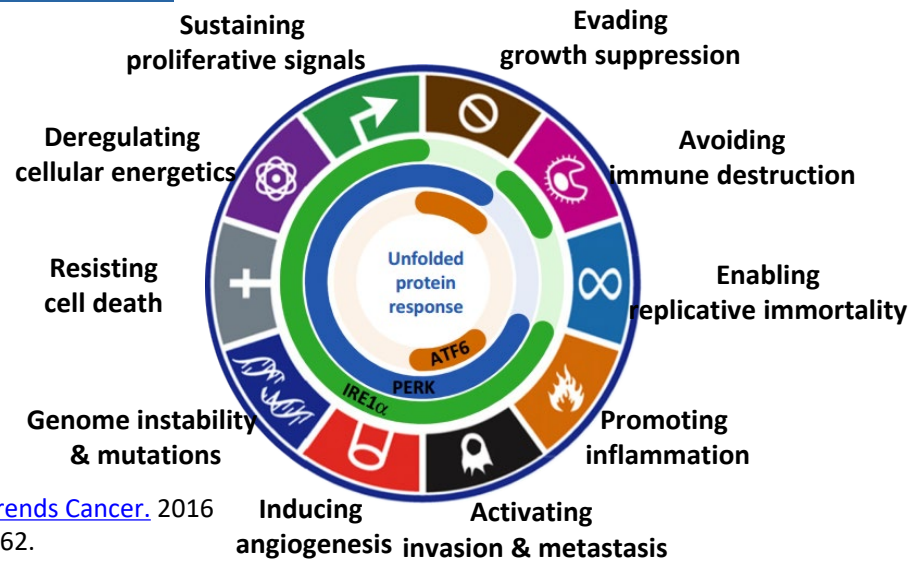 Sustaining
proliferative signals
Evading
growth suppression
Deregulating
cellular energetics
Avoiding
immune destruction
Resisting
cell death
Unfolded
protein
response
Enabling
replicative immortality
ATF6
PERK
IRE1α
Genome instability
& mutations
Promoting
inflammation
rends Cancer. 2016
62.
Inducing
angiogenesis
Activating
invasion & metastasis